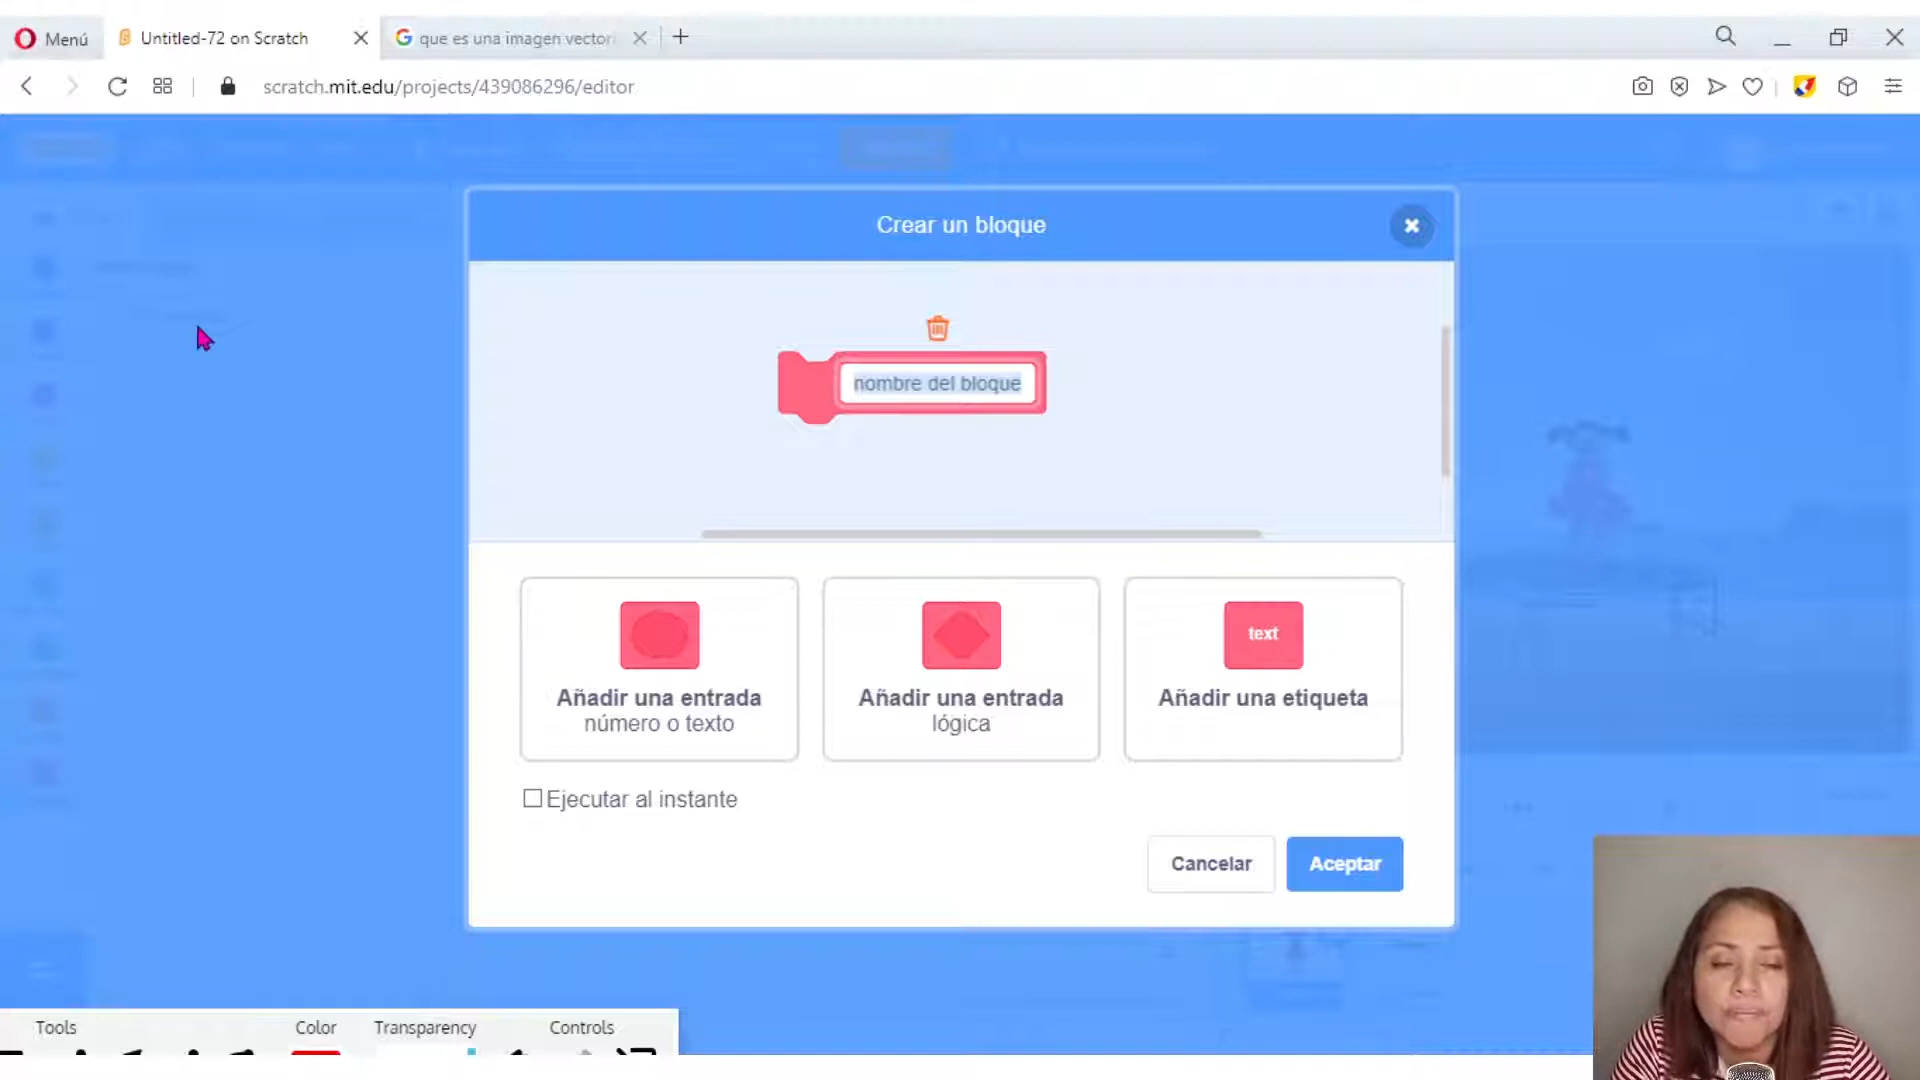 Menú
Untitled-72 on Scratch
que es una imagen vector
scratch.mit.edu/projects/439086296/editor
Crear un bloque
nombre del bloque
text
Añadir una entrada
número o texto
Añadir una entrada
lógica
Añadir una etiqueta
Ejecutar al instante
Cancelar
Aceptar
Tools
Color
Transparency
Controls